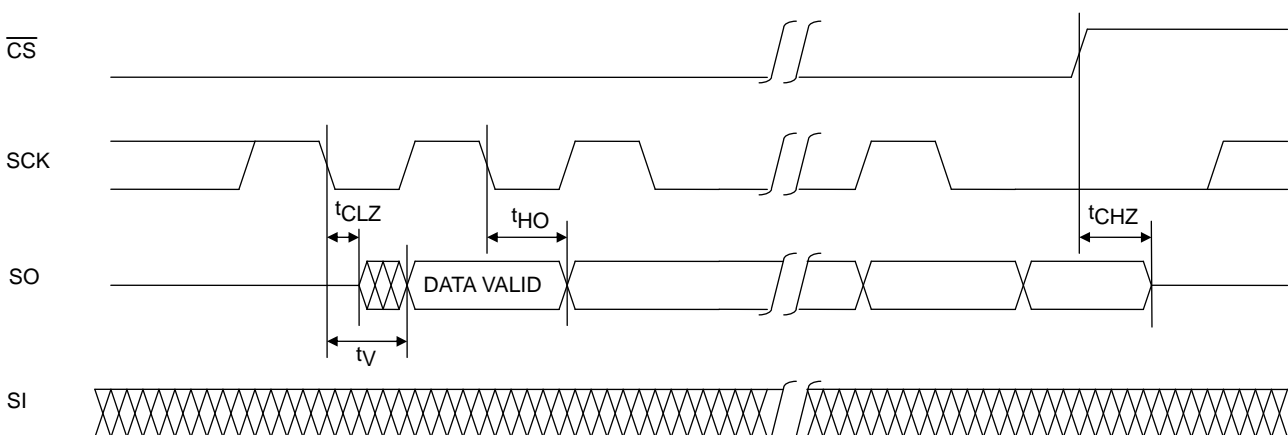 CS
SCK
tCLZ
tHO
tCHZ
SO
DATA VALID
tV
SI